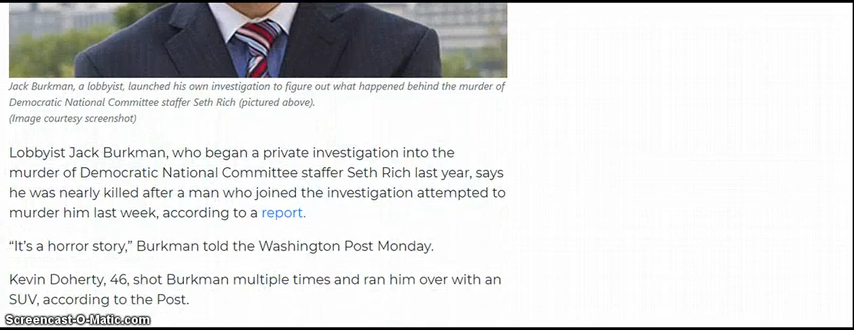 Jack Burkman, a lobbyist, launched his own investigation to figure out what happened behind the murder of
Democratic National Committee staffer Seth Rich (pictured above).
(Image courtesy screenshot)
Lobbyist Jack Burkman, who began a private investigation into the
murder of Democratic National Committee staffer Seth Rich last year, says
he was nearly killed after a man who joined the investigation attempted to
murder him last week, according to a report.
“It’s a horror story,” Burkman told the Washington Post Monday.
Kevin Doherty, 46, shot Burkman multiple times and ran him over with an
SUV, according to the Post.
Screencast-O-Matic.com